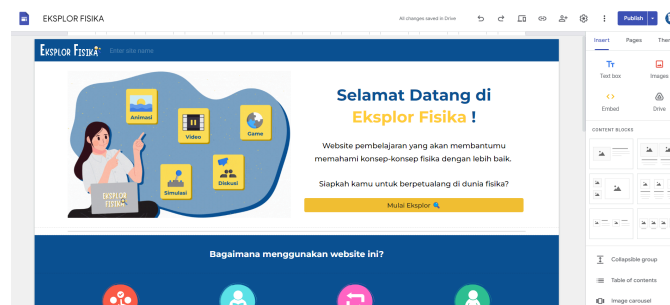 EKSPLOR FISIKA
All changes saved in Drive
Publish
EKSPLOR FISIKA
Enter site name
Insert
Pages
Ther
Text box
Images
Embed
Drive
CONTENT BLOCKS
Collapsible group
Table of contents
Image carousel
Animasi
Video
Game
Simulasi
Diskusi
EKSPLOR
FISIKA
Selamat Datang di
Eksplor Fisika !
Website pembelajaran yang akan membantumu
memahami konsep-konsep fisika dengan lebih baik.
Siapkah kamu untuk berpetualang di dunia fisika?
Mulai Eksplor
Bagaimana menggunakan website ini?